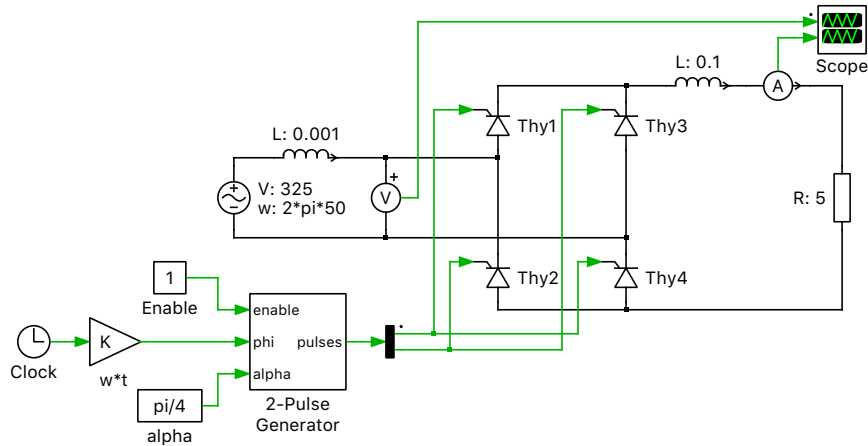 Scope
L: 0.1
A
Thy1
Thy3
L: 0.001
V: 325
w: 2*pi*50
V
R: 5
Thy2
Thy4
1
Enable
enable
phi
pulses
alpha
Clock
K
w*t
pi/4
alpha
2-Pulse
Generator